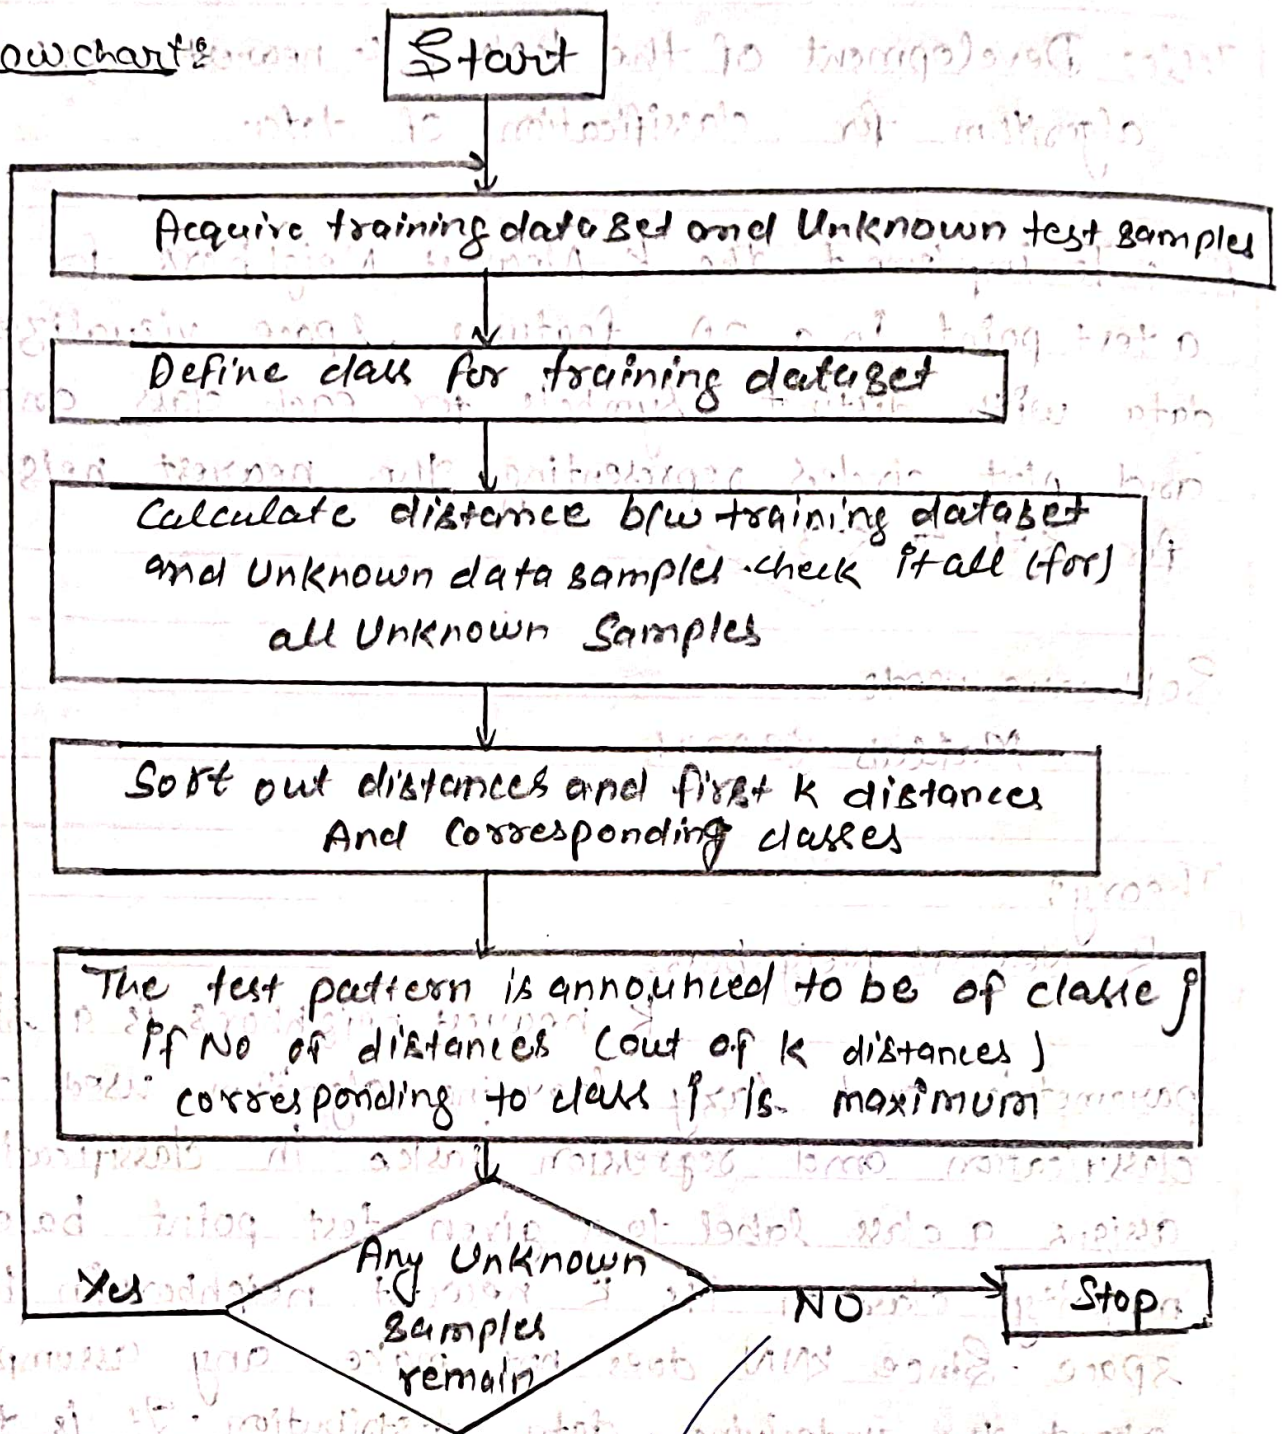 owchart:
Start
Acquire training dataset and Unknown test samples
Define class for training dataset
Calculate distance b/w training dataset
and Unknown data samples. check it all (for)
all Unknown Samples
Sort out distances and first k distances
And Corresponding classes
The test pattern is announced to be of classe j
if No of distances (out of k distances)
corresponding to class j is maximum
Any Unknown
samples
remain
Yes
NO
Stop